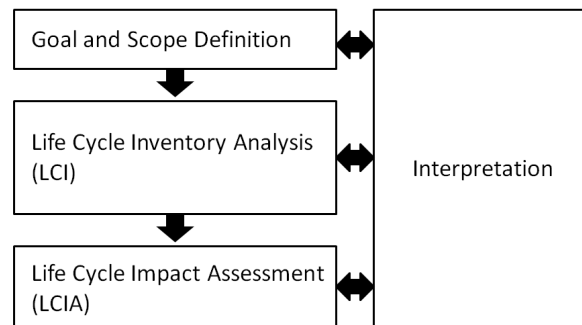 Goal and Scope Definition
Life Cycle Inventory Analysis
(LCI)
Interpretation
Life Cycle Impact Assessment
(LCIA)